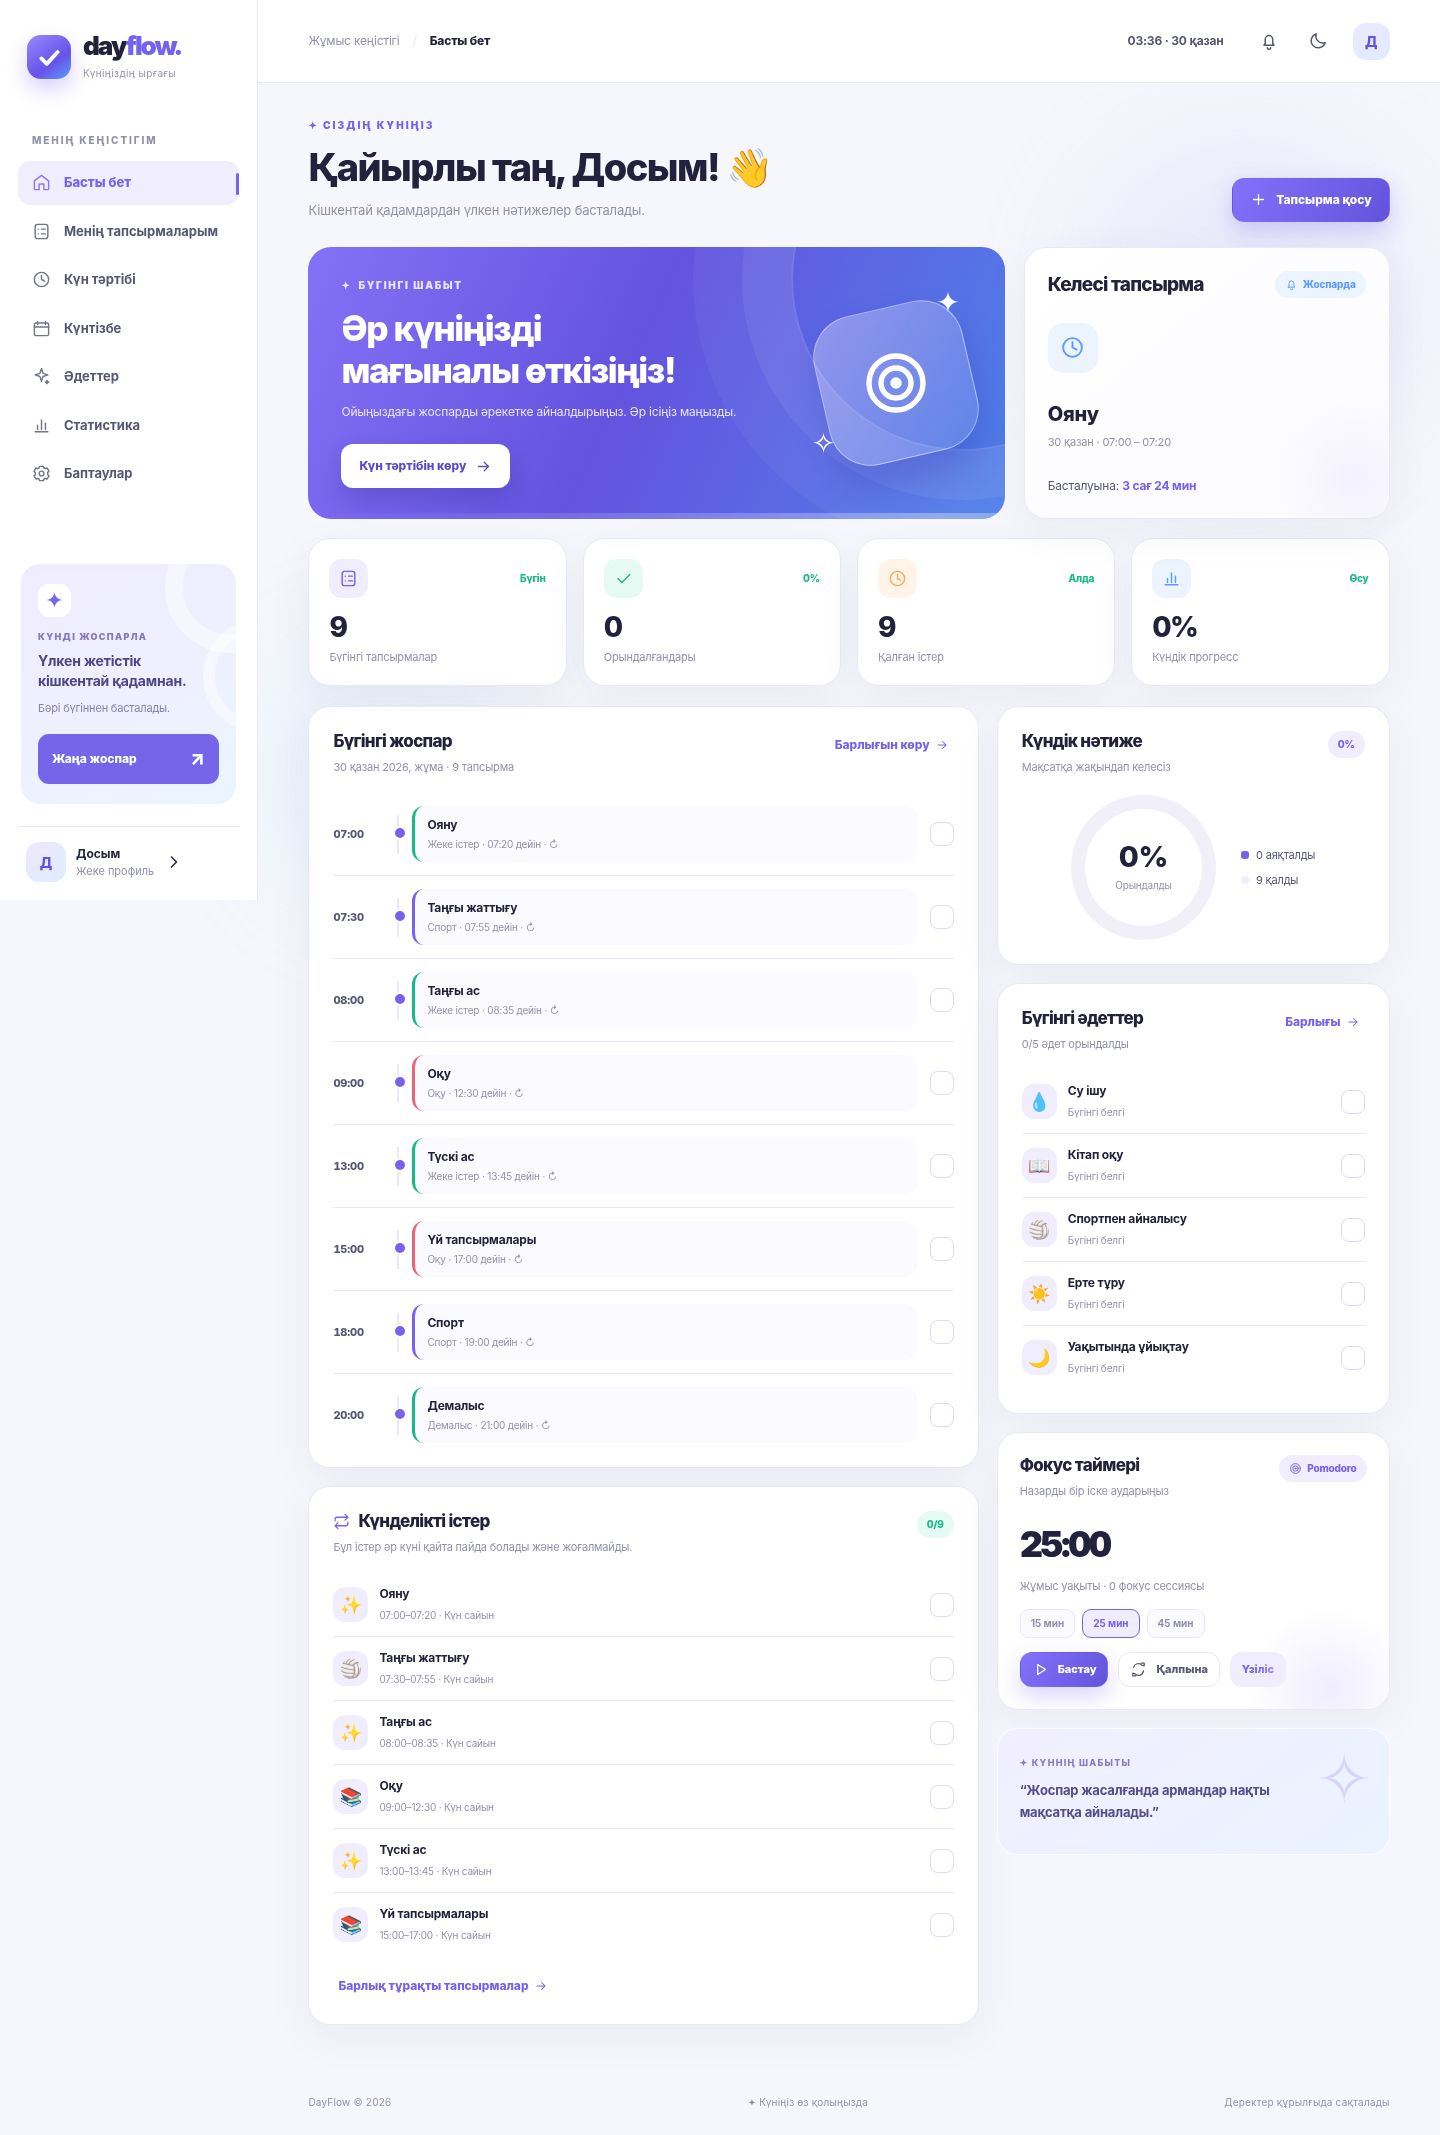 dayflow.
Күніңіздің ырғағы
МЕНІҢ КЕҢІСТІГІМ
Басты бет
Менің тапсырмаларым
Күн тәртібі
Күнтізбе
Әдеттер
Статистика
Баптаулар
КҮНДІ ЖОСПАРЛА
Үлкен жетістік
кішкентай қадамнан.
Бәрі бүгіннен басталады.
Жаңа жоспар
Д
Досым
Жеке профиль
Жұмыс кеңістігі / Басты бет
03:36 · 30 қазан
Д
✦ СІЗДІҢ КҮНІҢІЗ
Қайырлы таң, Досым! 👋
Кішкентай қадамдардан үлкен нәтижелер басталады.
Тапсырма қосу
✦ БҮГІНГІ ШАБЫТ
Әр күніңізді
мағыналы өткізіңіз!
Ойыңыздағы жоспарды әрекетке айналдырыңыз. Әр ісіңіз маңызды.
Күн тәртібін көру →
Келесі тапсырма
Жоспарда
Ояну
30 қазан · 07:00 – 07:20
Басталуына: 3 сағ 24 мин
Бүгін
9
Бүгінгі тапсырмалар
0%
0
Орындалғандары
Алда
9
Қалған істер
Өсу
0%
Күндік прогресс
Бүгінгі жоспар
Барлығын көру →
30 қазан 2026, жұма · 9 тапсырма
07:00
Ояну
Жеке істер · 07:20 дейін · ↻
07:30
Таңғы жаттығу
Спорт · 07:55 дейін · ↻
08:00
Таңғы ас
Жеке істер · 08:35 дейін · ↻
09:00
Оқу
Оқу · 12:30 дейін · ↻
13:00
Түскі ас
Жеке істер · 13:45 дейін · ↻
15:00
Үй тапсырмалары
Оқу · 17:00 дейін · ↻
18:00
Спорт
Спорт · 19:00 дейін · ↻
20:00
Демалыс
Демалыс · 21:00 дейін · ↻
Күнделікті істер
0/9
Бұл істер әр күні қайта пайда болады және жоғалмайды.
Ояну
07:00–07:20 · Күн сайын
Таңғы жаттығу
07:30–07:55 · Күн сайын
Таңғы ас
08:00–08:35 · Күн сайын
Оқу
09:00–12:30 · Күн сайын
Түскі ас
13:00–13:45 · Күн сайын
Үй тапсырмалары
15:00–17:00 · Күн сайын
Барлық тұрақты тапсырмалар →
Күндік нәтиже
0%
Мақсатқа жақындап келесіз
0%
Орындалды
0 аяқталды
9 қалды
Бүгінгі әдеттер
Барлығы →
0/5 әдет орындалды
Су ішу
Бүгінгі белгі
Кітап оқу
Бүгінгі белгі
Спортпен айналысу
Бүгінгі белгі
Ерте тұру
Бүгінгі белгі
Уақытында ұйықтау
Бүгінгі белгі
Фокус таймері
Pomodoro
Назарды бір іске аударыңыз
25:00
Жұмыс уақыты · 0 фокус сессиясы
15 мин
25 мин
45 мин
Бастау
Қалпына
Үзіліс
✦ КҮННІҢ ШАБЫТЫ
“Жоспар жасалғанда армандар нақты
мақсатқа айналады.”
DayFlow © 2026
✦ Күніңіз өз қолыңызда
Деректер құрылғыда сақталады